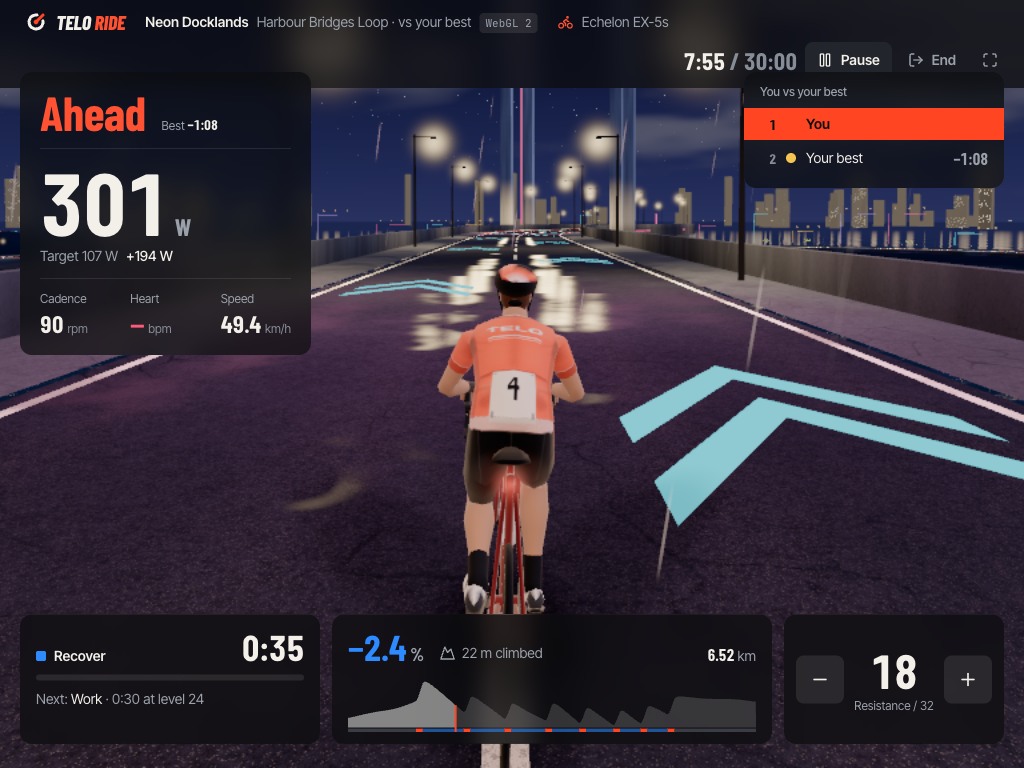 TELO RIDE Neon Docklands Harbour Bridges Loop · vs your best WebGL 2 Echelon EX-5s
7:55 / 30:00 Pause End
Ahead Best −1:08
301 W
Target 107 W +194 W
Cadence Heart Speed
90 rpm — bpm 49.4 km/h
You vs your best
1 You
2 Your best −1:08
TELO
4
Recover 0:35
Next: Work · 0:30 at level 24
−2.4 % 22 m climbed 6.52 km
− 18 +
Resistance / 32